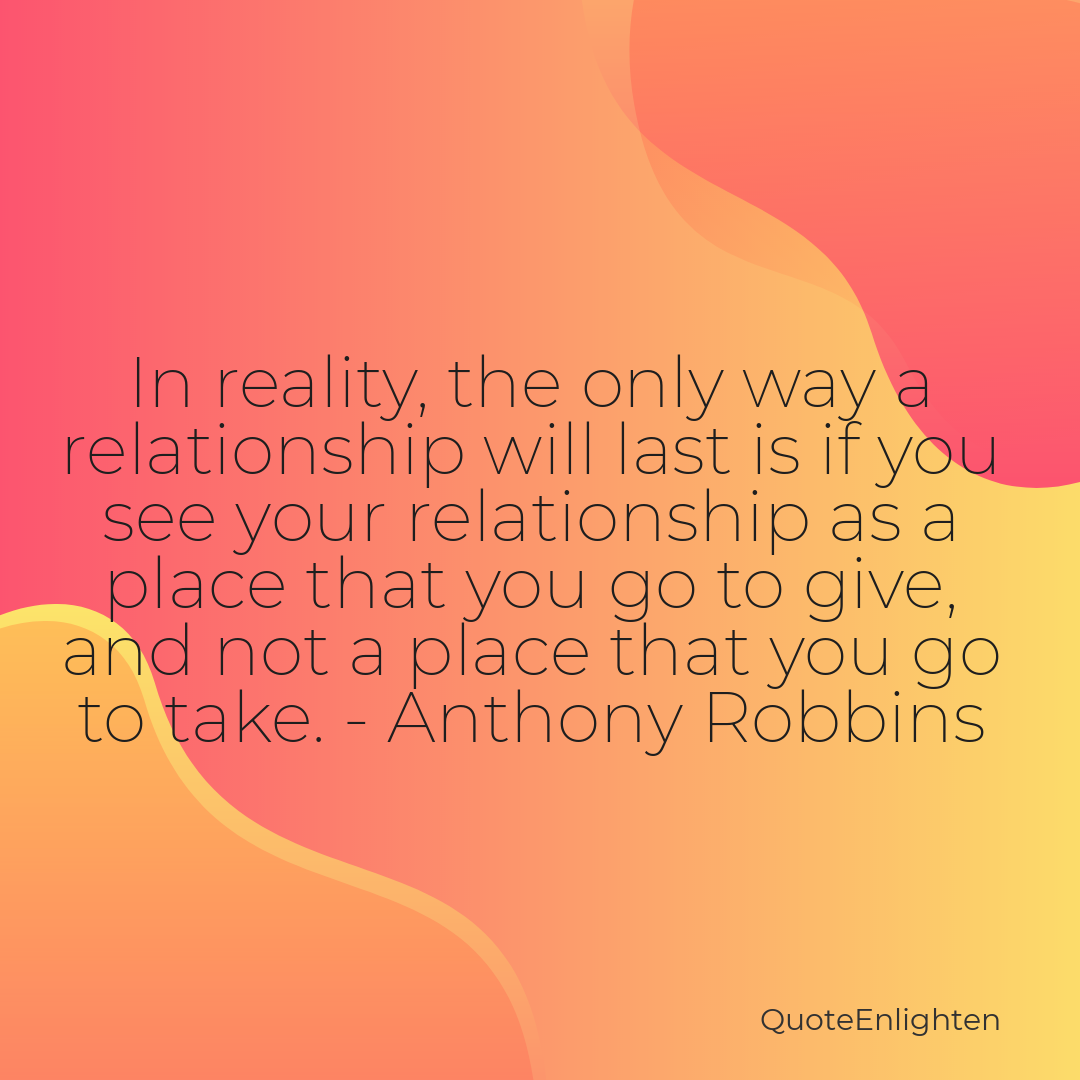 In reality, the only way a
relationship will last is if you
see your relationship as a
place that you go to give,
and not a place that you go
to take. - Anthony Robbins
QuoteEnlighten